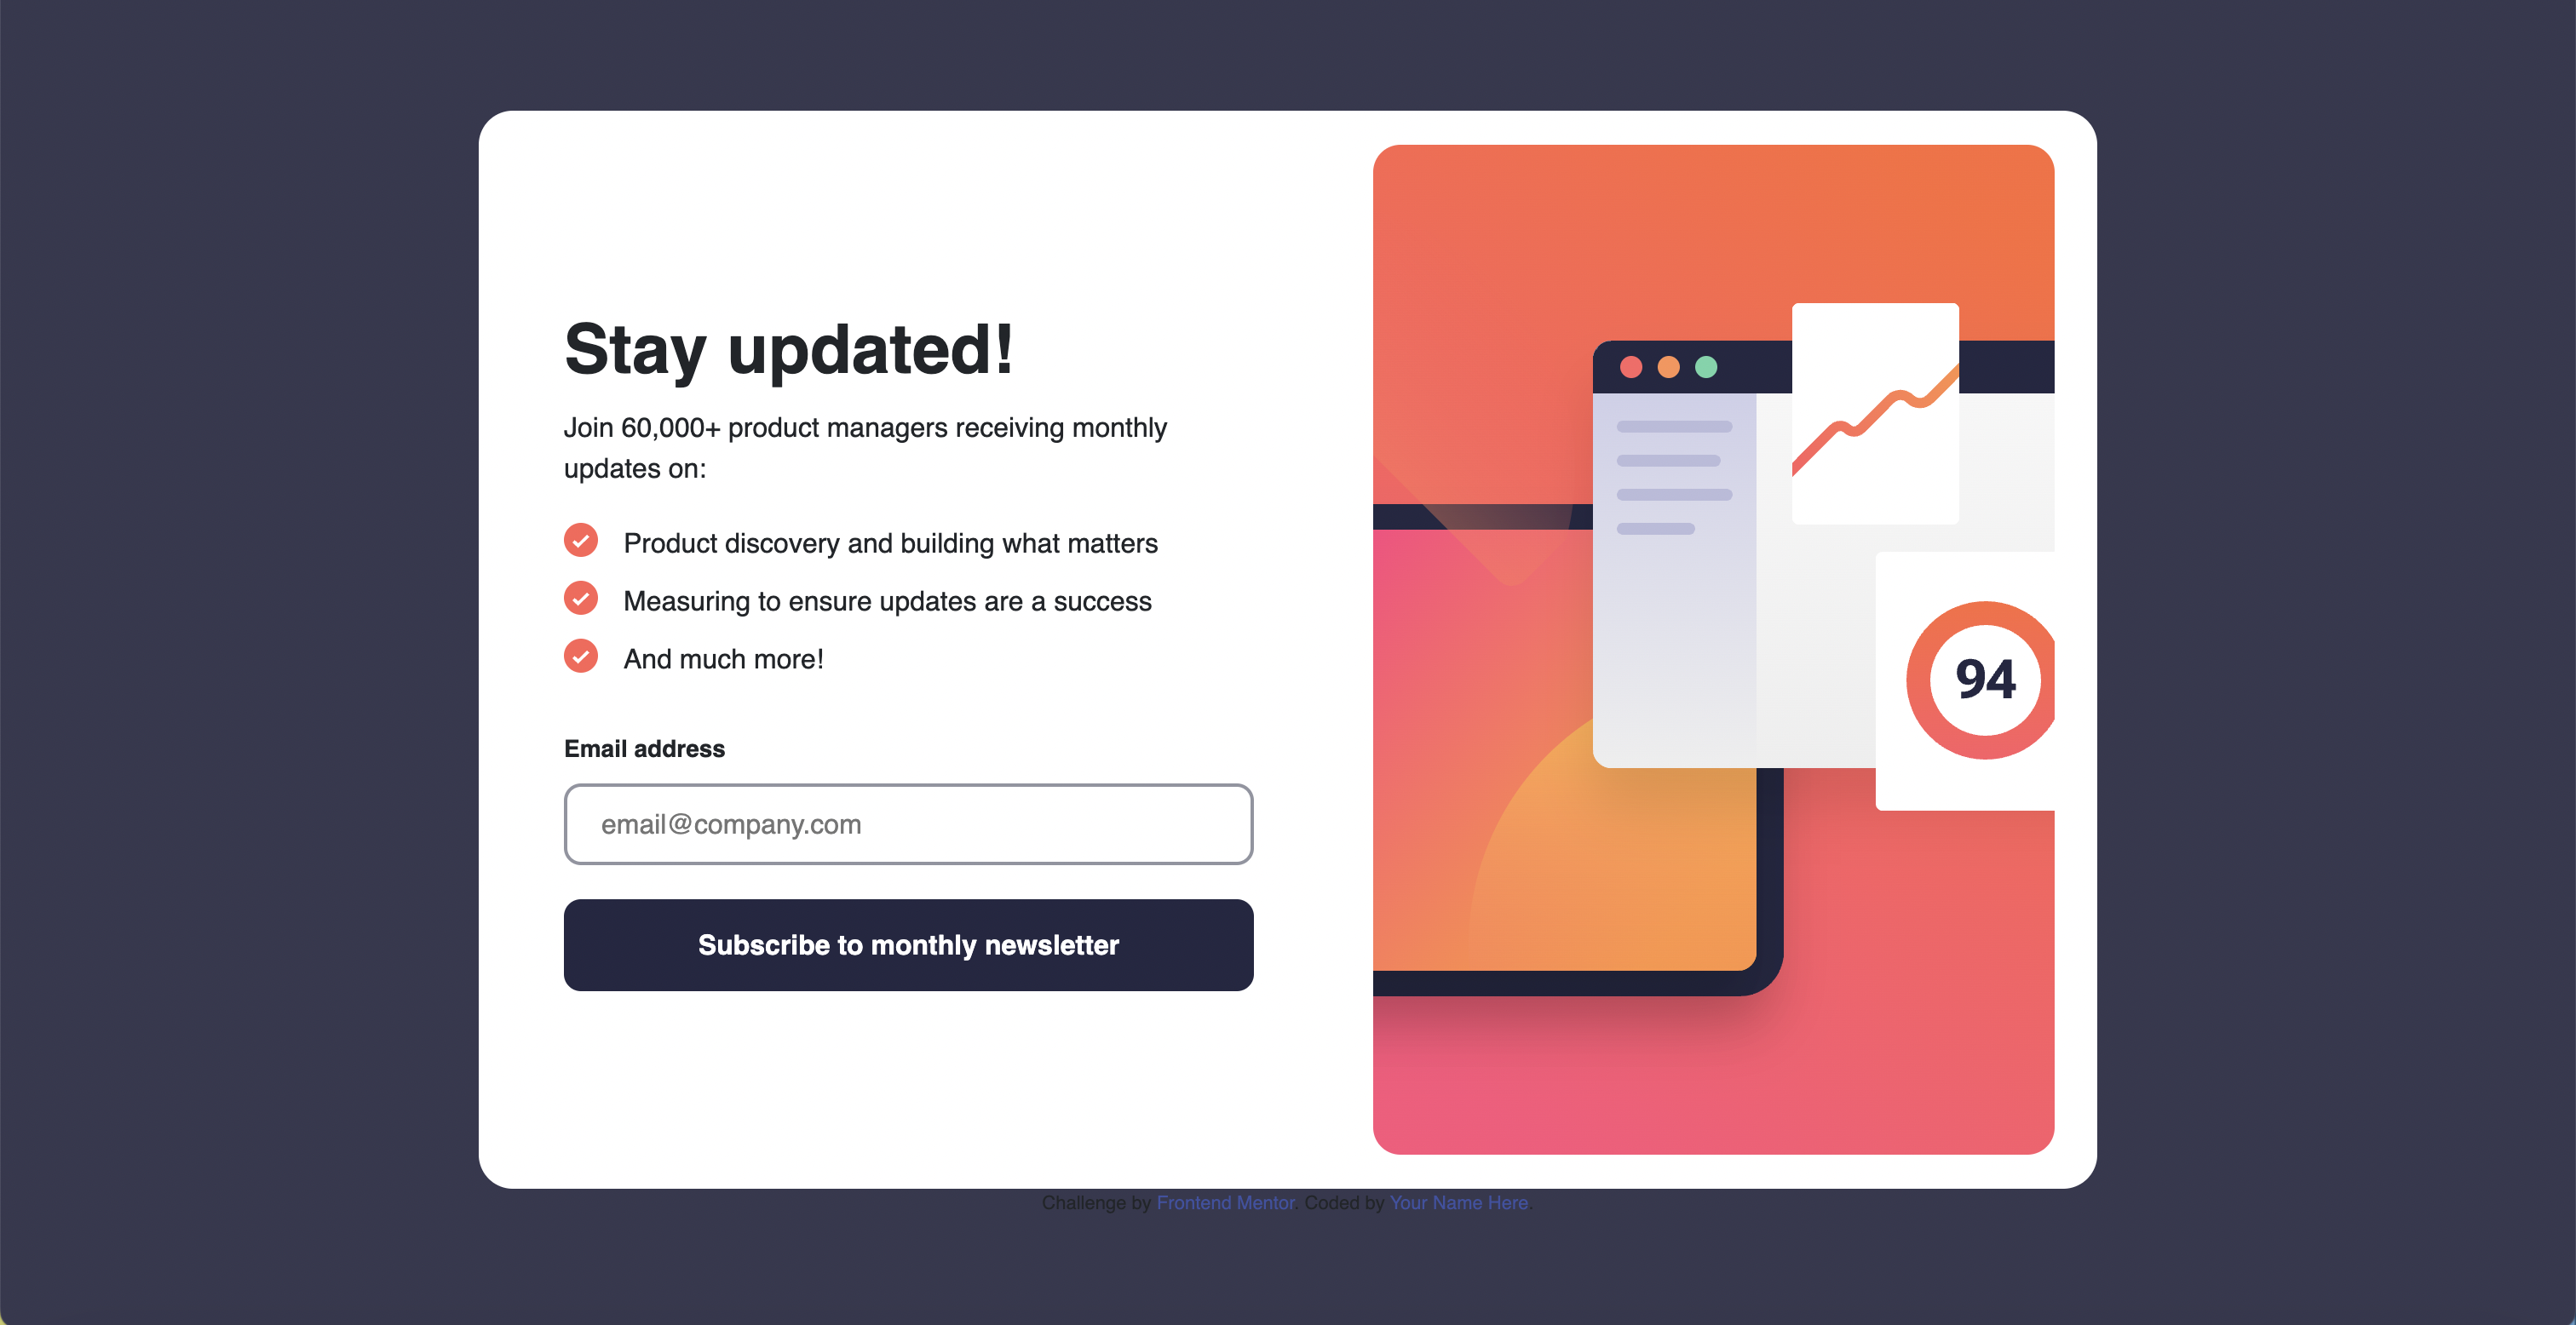 Stay updated!
Join 60,000+ product managers receiving monthly
updates on:
Product discovery and building what matters
Measuring to ensure updates are a success
And much more!
Email address
email@company.com
Subscribe to monthly newsletter
94
Challenge by Frontend Mentor. Coded by Your Name Here.